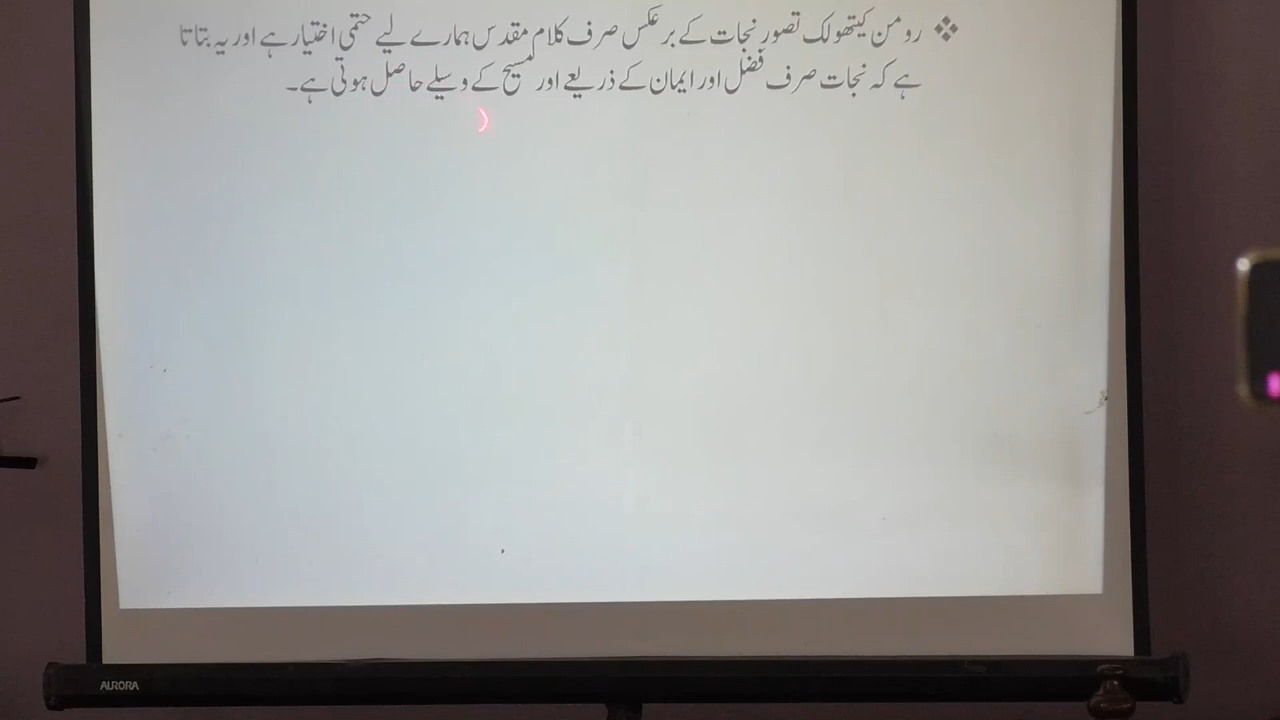 ❖ رومن کیتھولک تصورِ نجات کے برعکس صرف کلام مقدس ہمارے لیے حتمی اختیار ہے اور یہ بتاتا
ہے کہ نجات صرف فضل اور ایمان کے ذریعے اور مسیح کے وسیلے حاصل ہوتی ہے۔
AURORA